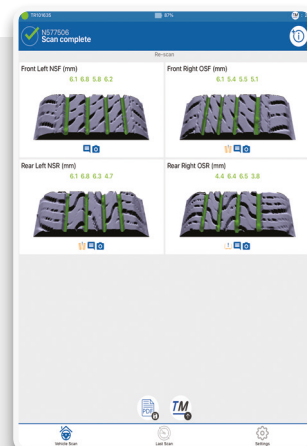 TR101635
87%
TM
N577506
Scan complete
Re-scan
Front Left NSF (mm)
6.1 6.8 5.8 6.2
Front Right OSF (mm)
6.1 5.4 5.5 5.1
Rear Left NSR (mm)
6.1 6.8 6.3 4.7
Rear Right OSR (mm)
4.4 6.4 6.5 3.8
PDF
TM
Vehicle Scan
Last Scan
Settings